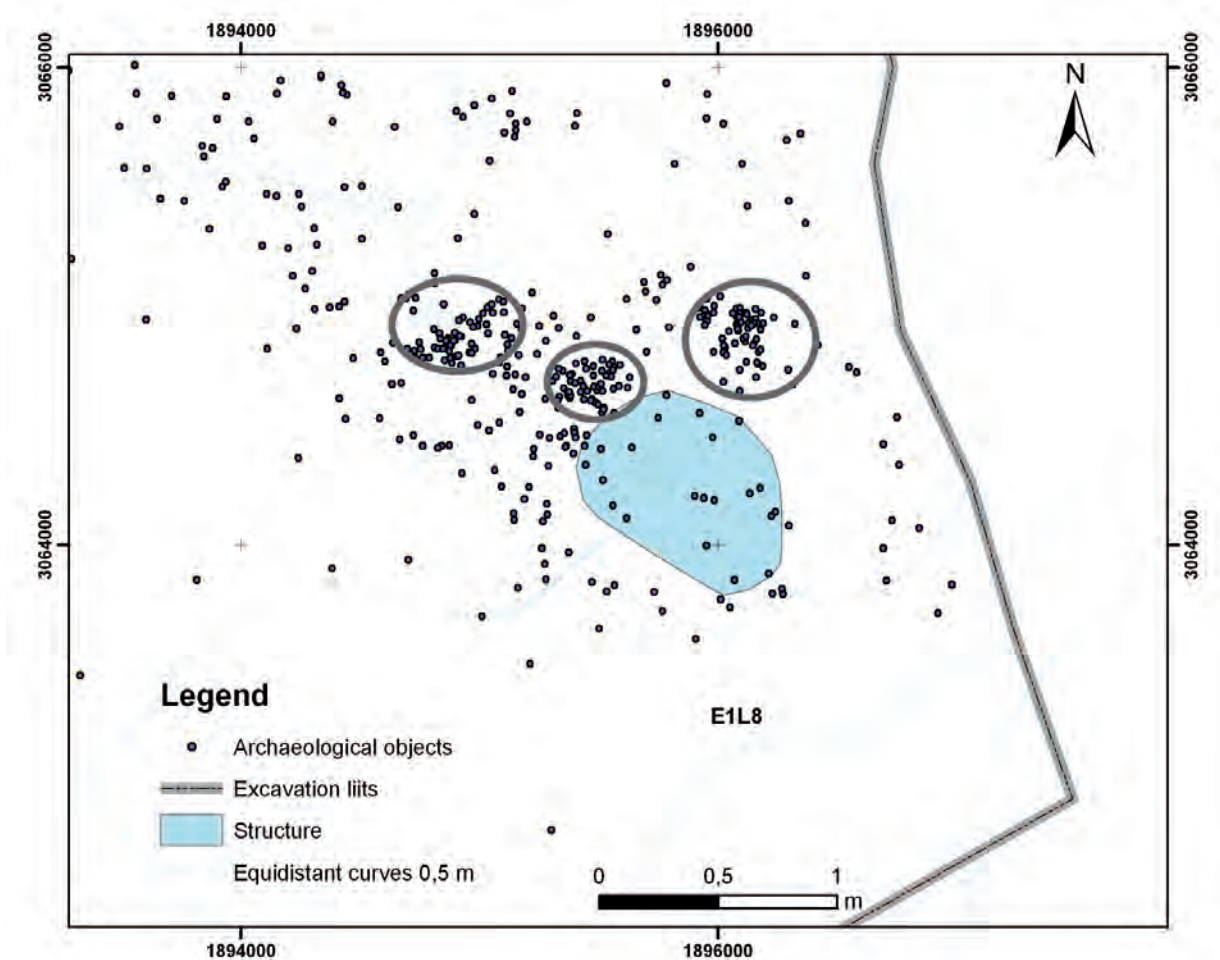 1894000 1896000
3066000 3066000
N
3064000 3064000
E1L8
Legend
Archaeological objects
Excavation liits
Structure
Equidistant curves 0,5 m
0 0,5 1
m
1894000 1896000